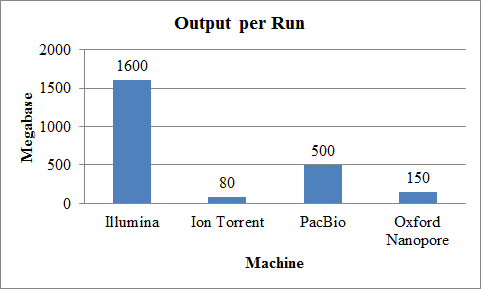 Output per Run
2000
1500
1000
500
0
Megabase
1600
80
500
150
Illumina
Ion Torrent
PacBio
Oxford
Nanopore
Machine